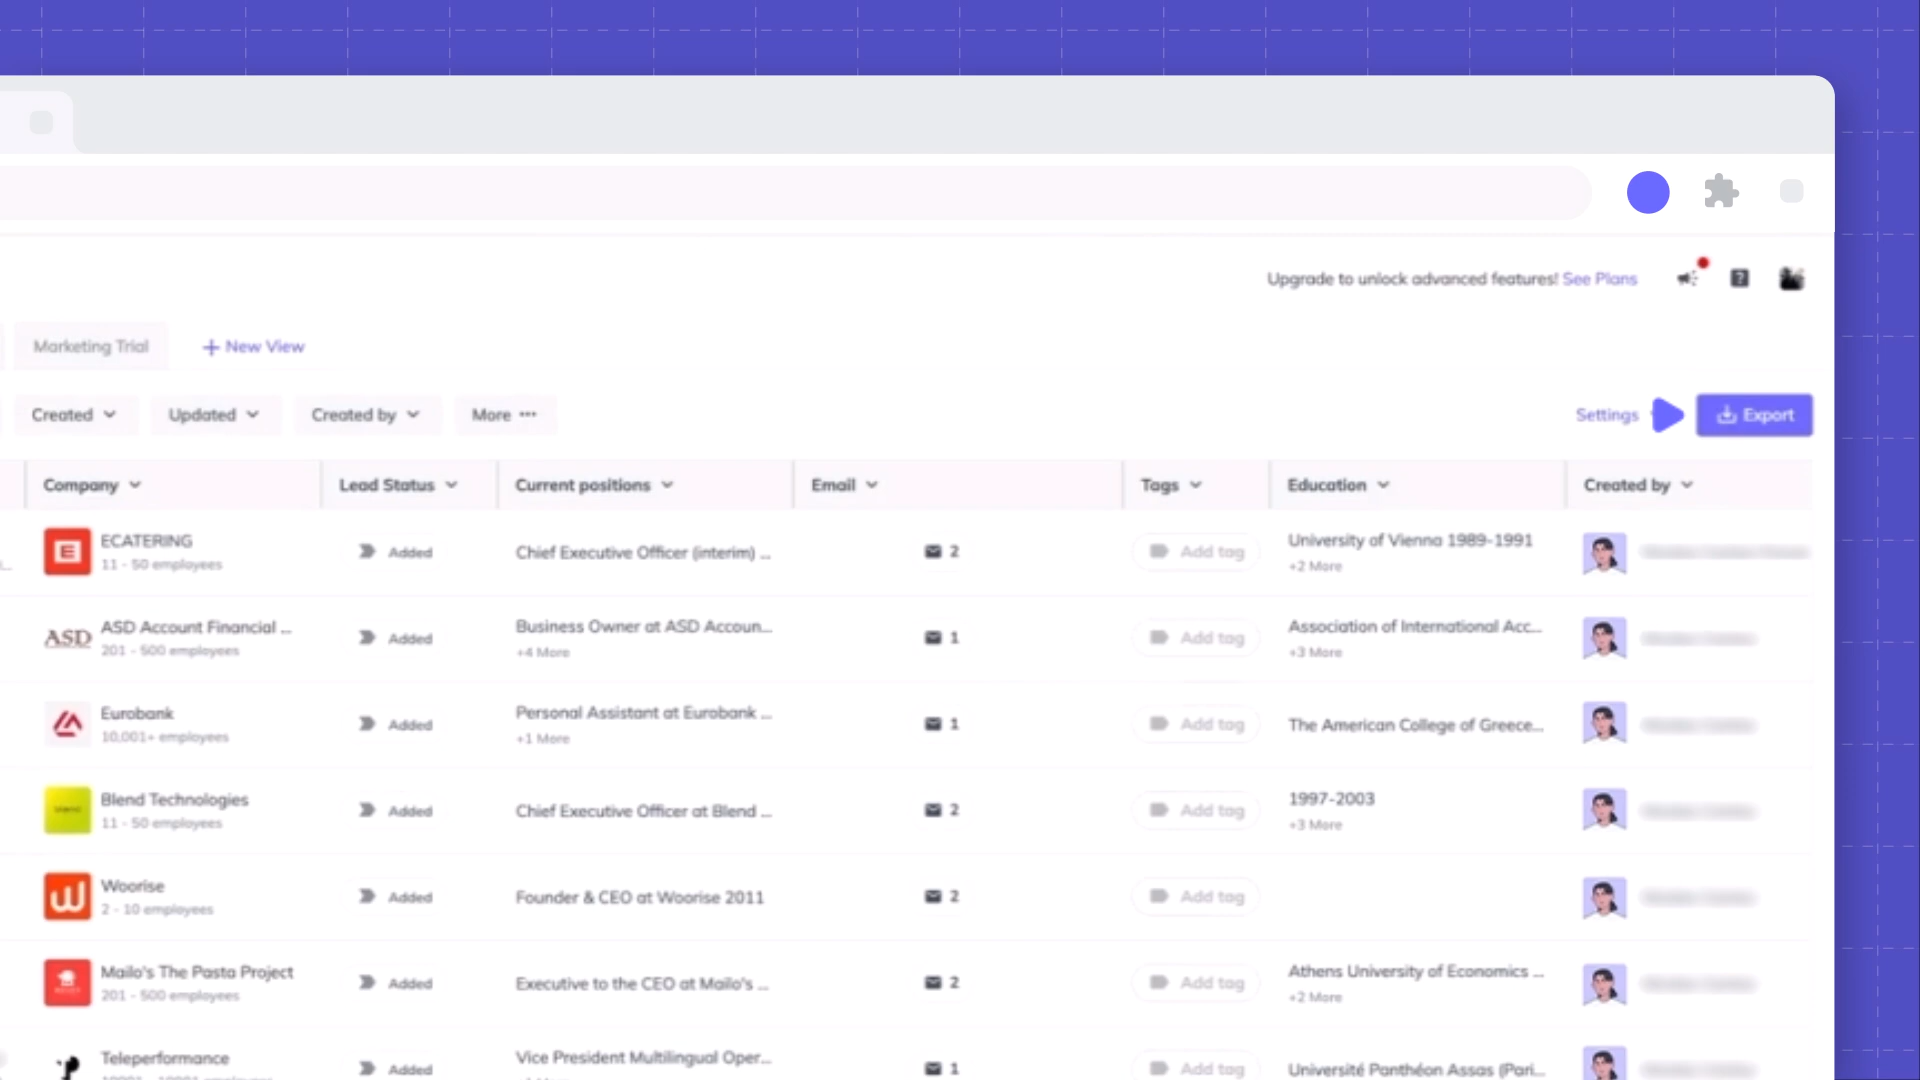 Upgrade to unlock advanced features! See Plans
Marketing Trial
+ New View
Created
Updated
Created by
More ···
Settings
Export
Company
Lead Status
Current positions
Email
Tags
Education
Created by
E
ECATERING
11 - 50 employees
Added
Chief Executive Officer (interim) ...
2
Add tag
University of Vienna 1989-1991
+2 More
ASD
ASD Account Financial ...
201 - 500 employees
Added
Business Owner at ASD Accoun...
+4 More
1
Add tag
Association of International Acc...
+3 More
Eurobank
10,001+ employees
Added
Personal Assistant at Eurobank ...
+1 More
1
Add tag
The American College of Greece...
Blend Technologies
11 - 50 employees
Added
Chief Executive Officer at Blend ...
2
Add tag
1997-2003
+3 More
Woorise
2 - 10 employees
Added
Founder & CEO at Woorise 2011
2
Add tag
Mailo's The Pasta Project
201 - 500 employees
Added
Executive to the CEO at Mailo's ...
2
Add tag
Athens University of Economics ...
+2 More
Teleperformance
Added
Vice President Multilingual Oper...
1
Add tag
Université Panthéon Assas (Pari...